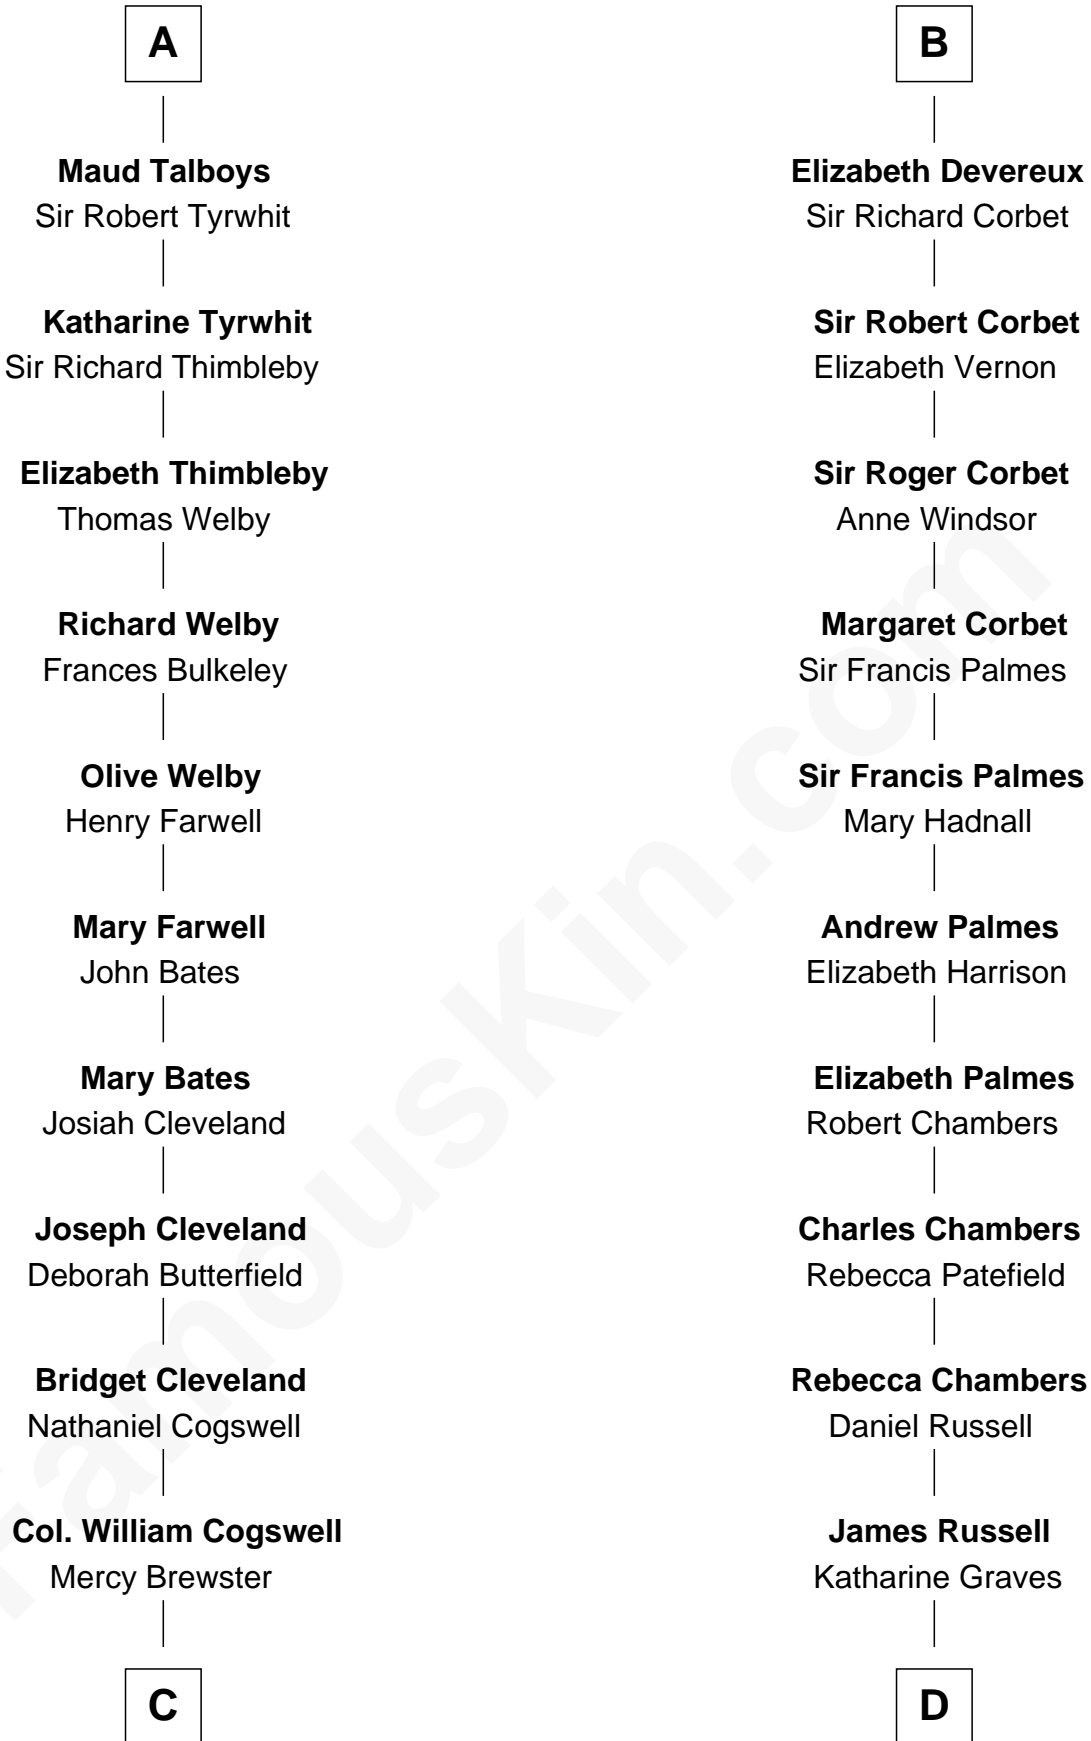 A
Maud Talboys
Sir Robert Tyrwhit
Katharine Tyrwhit
Sir Richard Thimbleby
Elizabeth Thimbleby
Thomas Welby
Richard Welby
Frances Bulkeley
Olive Welby
Henry Farwell
Mary Farwell
John Bates
Mary Bates
Josiah Cleveland
Joseph Cleveland
Deborah Butterfield
Bridget Cleveland
Nathaniel Cogswell
Col. William Cogswell
Mercy Brewster
C
B
Elizabeth Devereux
Sir Richard Corbet
Sir Robert Corbet
Elizabeth Vernon
Sir Roger Corbet
Anne Windsor
Margaret Corbet
Sir Francis Palmes
Sir Francis Palmes
Mary Hadnall
Andrew Palmes
Elizabeth Harrison
Elizabeth Palmes
Robert Chambers
Charles Chambers
Rebecca Patefield
Rebecca Chambers
Daniel Russell
James Russell
Katharine Graves
D
FamousKin.com